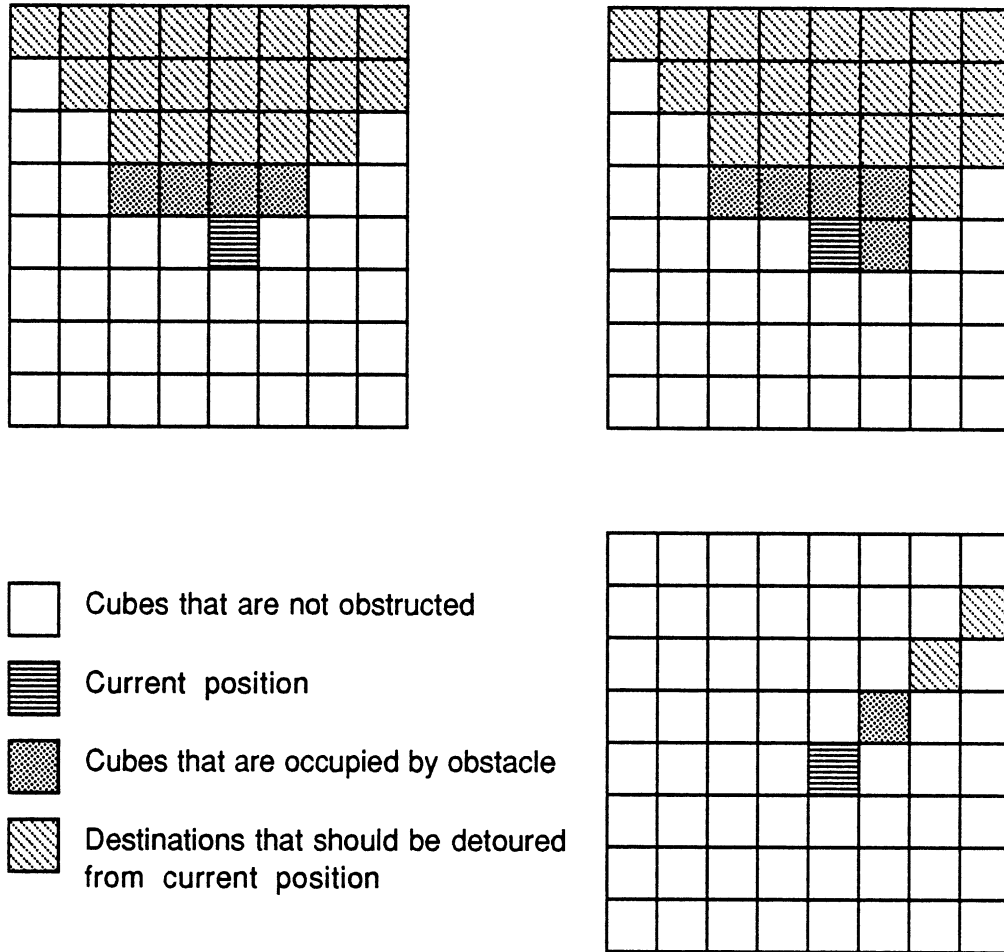 Cubes that are not obstructed
Current position
Cubes that are occupied by obstacle
Destinations that should be detoured
from current position